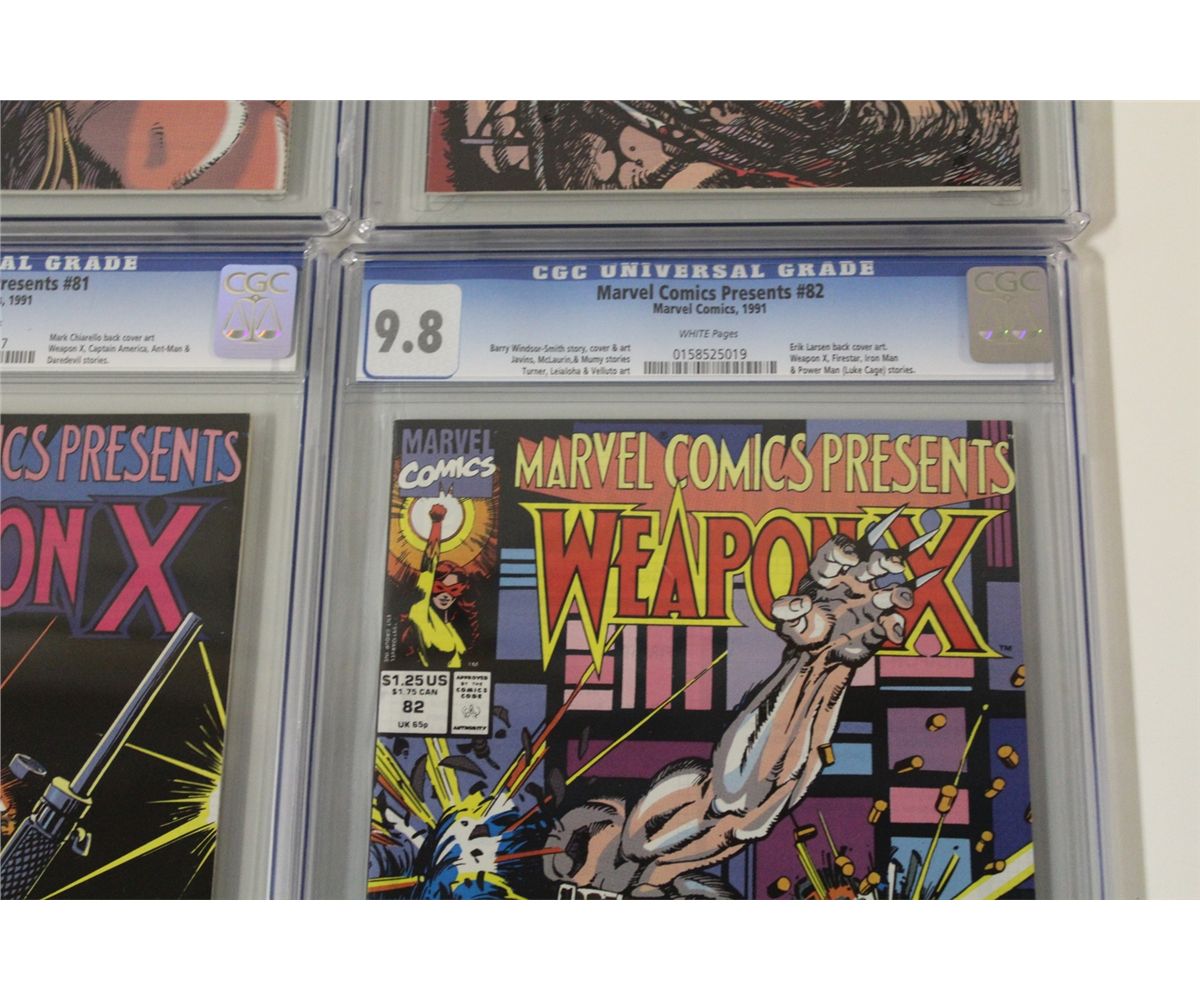 AL GRADE
resents #81
s, 1991
CGC
7
Mark Chiarello back cover art
Weapon X, Captain America, Ant-Man &
Daredevil stories.
CGC UNIVERSAL GRADE
Marvel Comics Presents #82
Marvel Comics, 1991
9.8
WHITE Pages
CGC
Barry Windsor-Smith story, cover & art
Javins, McLaurin,& Mumy stories
Turner, Leialoha & Velluto art
0158525019
Erik Larsen back cover art.
Weapon X, Firestar, Iron Man
& Power Man (Luke Cage) stories.
CS PRESENTS
ON X
MARVEL
COMICS
MARVEL COMICS PRESENTS
WEAPON X
TM
$1.25 US
$1.75 CAN
82
UK 65p
APPROVED
BY THE
COMICS
CODE
AUTHORITY